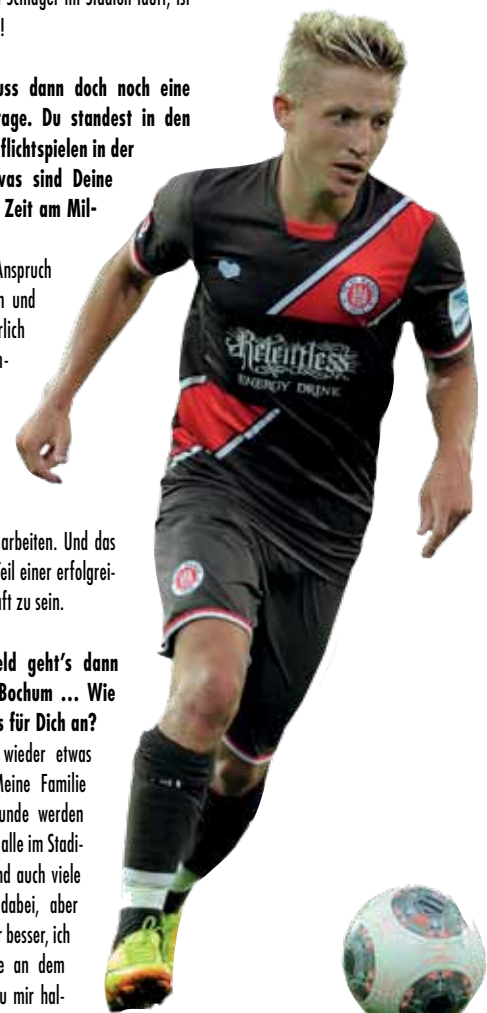 Schlager im Stadion läuft, ist
!
uss dann doch noch eine
age. Du standest in den
flichtspielen in der
was sind Deine
Zeit am Mil-
Anspruch
n und
rlich
n-
arbeiten. Und das
eil einer erfolgrei-
ft zu sein.
eld geht's dann
Bochum ... Wie
s für Dich an?
wieder etwas
Meine Familie
unde werden
alle im Stadi-
nd auch viele
dabei, aber
r besser, ich
e an dem
u mir hal-
Relentless
ENERGY DRINK